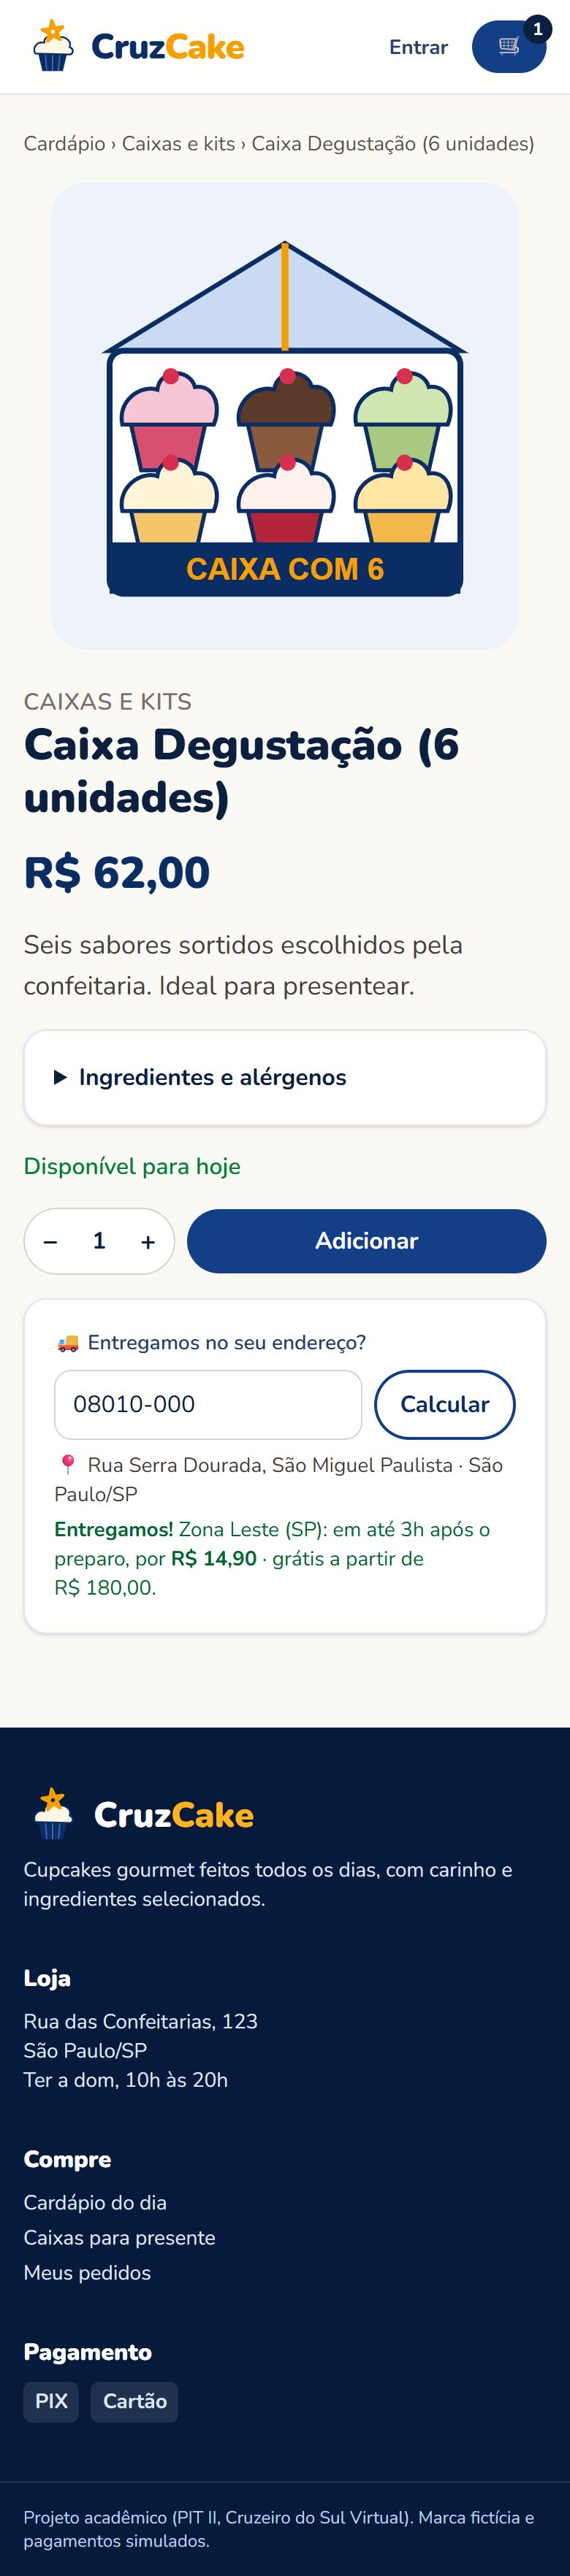 CruzCake
Entrar
1
Cardápio › Caixas e kits › Caixa Degustação (6 unidades)
CAIXA COM 6
CAIXAS E KITS
Caixa Degustação (6
unidades)
R$ 62,00
Seis sabores sortidos escolhidos pela
confeitaria. Ideal para presentear.
▶ Ingredientes e alérgenos
Disponível para hoje
− 1 + Adicionar
🚚 Entregamos no seu endereço?
08010-000 Calcular
📍 Rua Serra Dourada, São Miguel Paulista · São
Paulo/SP
Entregamos! Zona Leste (SP): em até 3h após o
preparo, por R$ 14,90 · grátis a partir de
R$ 180,00.
CruzCake
Cupcakes gourmet feitos todos os dias, com carinho e
ingredientes selecionados.
Loja
Rua das Confeitarias, 123
São Paulo/SP
Ter a dom, 10h às 20h
Compre
Cardápio do dia
Caixas para presente
Meus pedidos
Pagamento
PIX Cartão
Projeto acadêmico (PIT II, Cruzeiro do Sul Virtual). Marca fictícia e
pagamentos simulados.